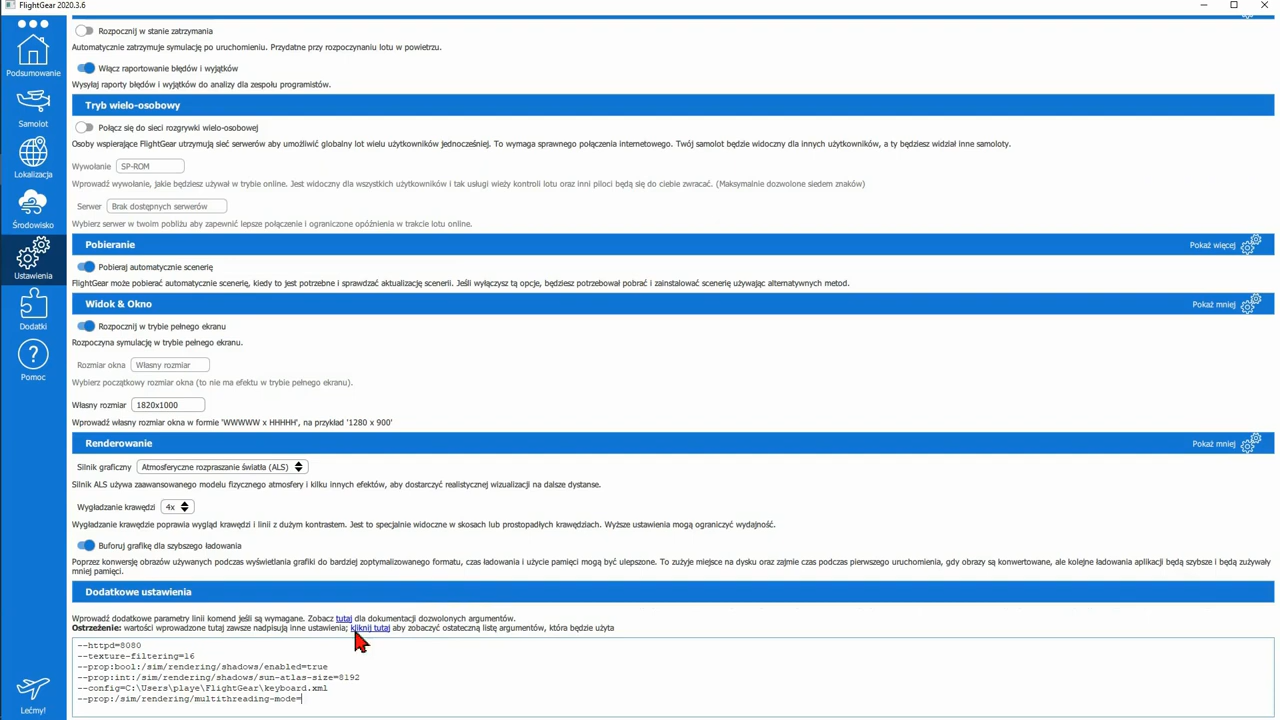 FlightGear 2020.3.6
Rozpocznij w stanie zatrzymania
Automatycznie zatrzymuje symulację po uruchomieniu. Przydatne przy rozpoczynaniu lotu w powietrzu.
Włącz raportowanie błędów i wyjątków
Wysyłaj raporty błędów i wyjątków do analizy dla zespołu programistów.
Tryb wielo-osobowy
Połącz się do sieci rozgrywki wielo-osobowej
Osoby wspierające FlightGear utrzymują sieć serwerów aby umożliwić globalny lot wielu użytkowników jednocześniej. To wymaga sprawnego połączenia internetowego. Twój samolot będzie widoczny dla innych użytkowników, a ty będziesz widział inne samoloty.
Wywołanie SP-ROM
Wprowadź wywołanie, jakie będziesz używał w trybie online. Jest widoczny dla wszystkich użytkowników i tak usługi wieży kontroli lotu oraz inni piloci będą się do ciebie zwracać. (Maksymalnie dozwolone siedem znaków)
Serwer Brak dostępnych serwerów
Wybierz serwer w twoim pobliżu aby zapewnić lepsze połączenie i ograniczone opóźnienia w trakcie lotu online.
Pobieranie Pokaż więcej
Pobieraj automatycznie scenerię
FlightGear może pobierać automatycznie scenerię, kiedy to jest potrzebne i sprawdzać aktualizację scenerii. Jeśli wyłączysz tą opcje, będziesz potrzebował pobrać i zainstalować scenerię używając alternatywnych metod.
Widok & Okno Pokaż mniej
Rozpocznij w trybie pełnego ekranu
Rozpoczyna symulację w trybie pełnego ekranu.
Rozmiar okna Własny rozmiar
Wybierz początkowy rozmiar okna (to nie ma efektu w trybie pełnego ekranu).
Własny rozmiar 1820x1000
Wprowadź własny rozmiar okna w formie 'WWWWW x HHHHH', na przykład '1280 x 900'
Renderowanie Pokaż mniej
Silnik graficzny Atmosferyczne rozpraszanie światła (ALS)
Silnik ALS używa zaawansowanego modelu fizycznego atmosfery i kilku innych efektów, aby dostarczyć realistycznej wizualizacji na dalsze dystanse.
Wygładzanie krawędzi 4x
Wygładzanie krawędzie poprawia wygląd krawędzi i linii z dużym kontrastem. Jest to specjalnie widoczne w skosach lub prostopadłych krawędziach. Wyższe ustawienia mogą ograniczyć wydajność.
Buforuj grafikę dla szybszego ładowania
Poprzez konwersję obrazów używanych podczas wyświetlania grafiki do bardziej zoptymalizowanego formatu, czas ładowania i użycie pamięci mogą być ulepszone. To zużyje miejsce na dysku oraz zajmie czas podczas pierwszego uruchomienia, gdy obrazy są konwertowane, ale kolejne ładowania aplikacji będą szybsze i będą zużywały
mniej pamięci.
Dodatkowe ustawienia
Wprowadź dodatkowe parametry linii komend jeśli są wymagane. Zobacz tutaj dla dokumentacji dozwolonych argumentów.
Ostrzeżenie: wartości wprowadzone tutaj zawsze nadpisują inne ustawienia; kliknij tutaj aby zobaczyć ostateczną listę argumentów, która będzie użyta
--httpd=8080
--texture-filtering=16
--prop:bool:/sim/rendering/shadows/enabled=true
--prop:int:/sim/rendering/shadows/sun-atlas-size=8192
--config=C:\Users\playe\FlightGear\keyboard.xml
--prop:/sim/rendering/multithreading-mode=
Podsumowanie
Samolot
Lokalizacja
Środowisko
Ustawienia
Dodatki
?
Pomoc
Lećmy!